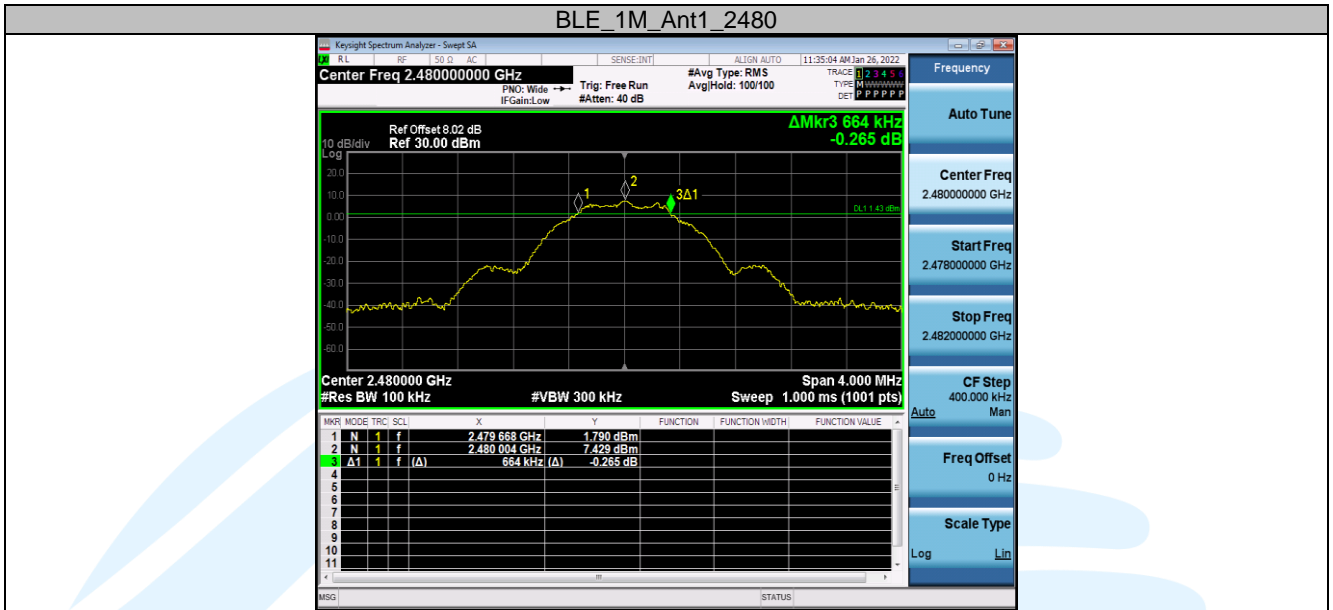 BLE_1M_Ant1_2480
Keysight Spectrum Analyzer - Swept SA
RL RF 50 Ω AC SENSE:INT ALIGN AUTO 11:35:04 AM Jan 26, 2022
Center Freq 2.480000000 GHz
PNO: Wide
IFGain:Low
Trig: Free Run
#Atten: 40 dB
#Avg Type: RMS
Avg|Hold: 100/100
TRACE 1 2 3 4 5 6
TYPE M W W W W W
DET P P P P P P
ΔMkr3 664 kHz
-0.265 dB
Ref Offset 8.02 dB
10 dB/div Ref 30.00 dBm
Log
20.0
10.0
0.00
-10.0
-20.0
-30.0
-40.0
-50.0
-60.0
1
2
3Δ1
DL1 1.43 dBm
Center 2.480000 GHz Span 4.000 MHz
#Res BW 100 kHz #VBW 300 kHz Sweep 1.000 ms (1001 pts)
MKR MODE TRC SCL X Y FUNCTION FUNCTION WIDTH FUNCTION VALUE
1 N 1 f 2.479 668 GHz 1.790 dBm
2 N 1 f 2.480 004 GHz 7.429 dBm
3 Δ1 1 f (Δ) 664 kHz (Δ) -0.265 dB
4
5
6
7
8
9
10
11
MSG STATUS
Frequency
Auto Tune
Center Freq
2.480000000 GHz
Start Freq
2.478000000 GHz
Stop Freq
2.482000000 GHz
CF Step
400.000 kHz
Auto Man
Freq Offset
0 Hz
Scale Type
Log Lin